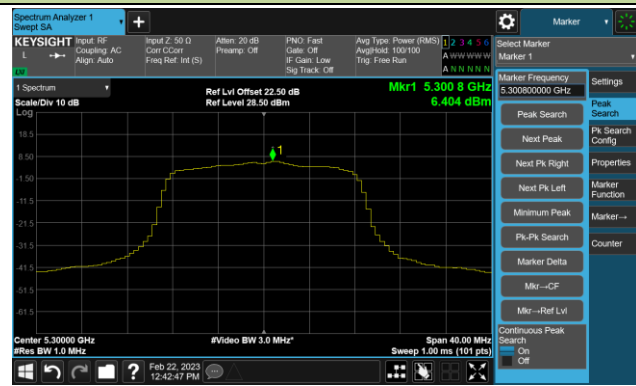 Spectrum Analyzer 1
Swept SA
Marker
KEYSIGHT
L
Input: RF
Coupling: AC
Align: Auto
Input Z: 50 Ω
Corr CCorr
Freq Ref: Int (S)
Atten: 20 dB
Preamp: Off
PNO: Fast
Gate: Off
IF Gain: Low
Sig Track: Off
Avg Type: Power (RMS)
Avg|Hold: 100/100
Trig: Free Run
1 2 3 4 5 6
A W W W W W
A N N N N N
Select Marker
Marker 1
1 Spectrum
Scale/Div 10 dB
Log
Ref Lvl Offset 22.50 dB
Ref Level 28.50 dBm
Mkr1 5.300 8 GHz
6.404 dBm
1
18.5
8.50
-1.50
-11.5
-21.5
-31.5
-41.5
-51.5
-61.5
Center 5.30000 GHz
#Res BW 1.0 MHz
#Video BW 3.0 MHz*
Span 40.00 MHz
Sweep 1.00 ms (101 pts)
Marker Frequency
5.300800000 GHz
Peak Search
Next Peak
Next Pk Right
Next Pk Left
Minimum Peak
Pk-Pk Search
Marker Delta
Mkr→CF
Mkr→Ref Lvl
Continuous Peak
Search
On
Off
Settings
Peak
Search
Pk Search
Config
Properties
Marker
Function
Marker→
Counter
?
Feb 22, 2023
12:42:47 PM